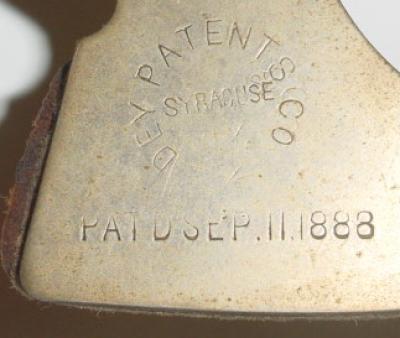 DEY PATENTS CO
SYRACUSE
PAT'D SEP. 11. 1888